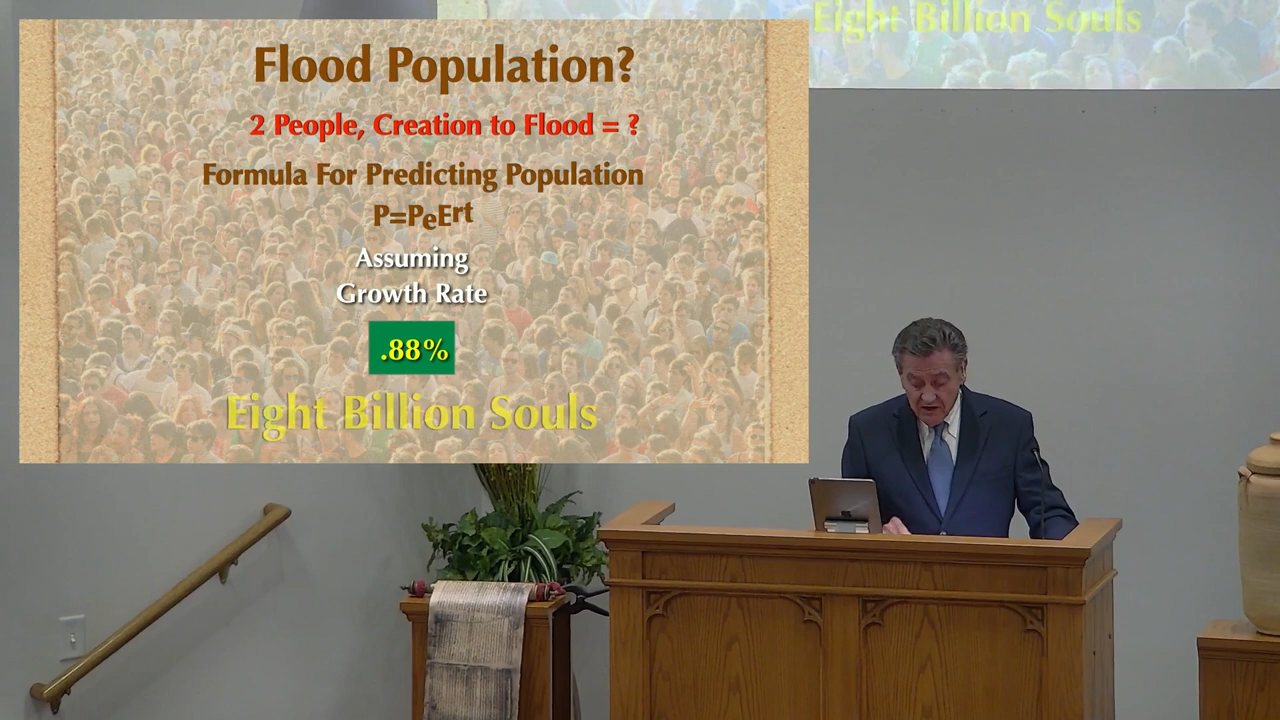 Eight Billion Souls
Flood Population?
2 People, Creation to Flood = ?
Formula For Predicting Population
P=PeErt
Assuming
Growth Rate
.88%
Eight Billion Souls